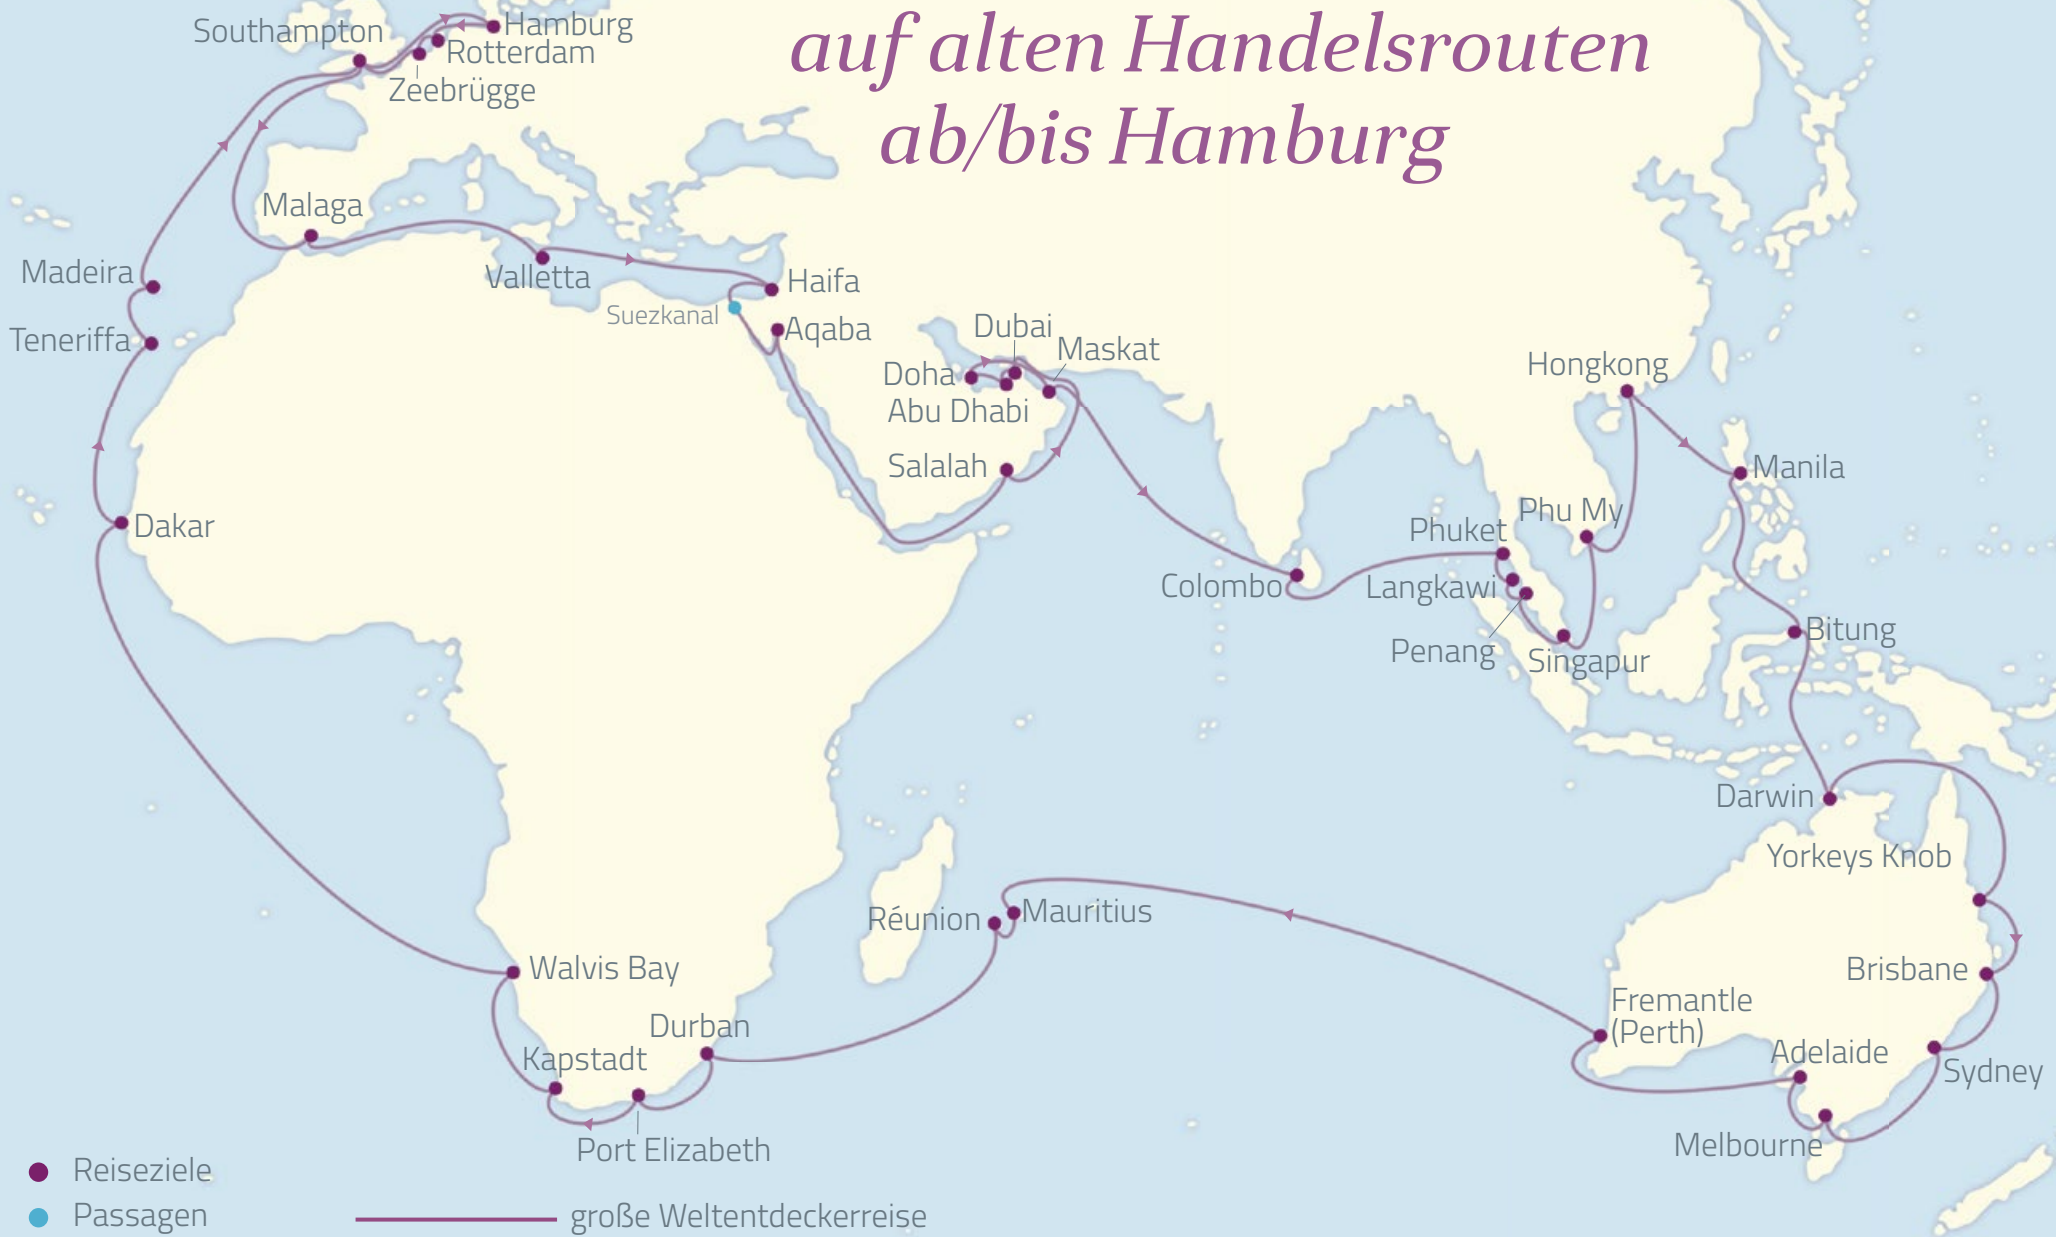 auf alten Handelsrouten
ab/bis Hamburg
Southampton
Hamburg
Rotterdam
Zeebrügge
Malaga
Madeira
Valletta
Haifa
Suezkanal
Teneriffa
Aqaba
Dubai
Maskat
Doha
Abu Dhabi
Hongkong
Salalah
Manila
Dakar
Phu My
Phuket
Colombo
Langkawi
Penang
Singapur
Bitung
Darwin
Yorkeys Knob
Réunion
Mauritius
Walvis Bay
Brisbane
Fremantle
(Perth)
Durban
Kapstadt
Adelaide
Sydney
Port Elizabeth
Melbourne
Reiseziele
Passagen
große Weltentdeckerreise